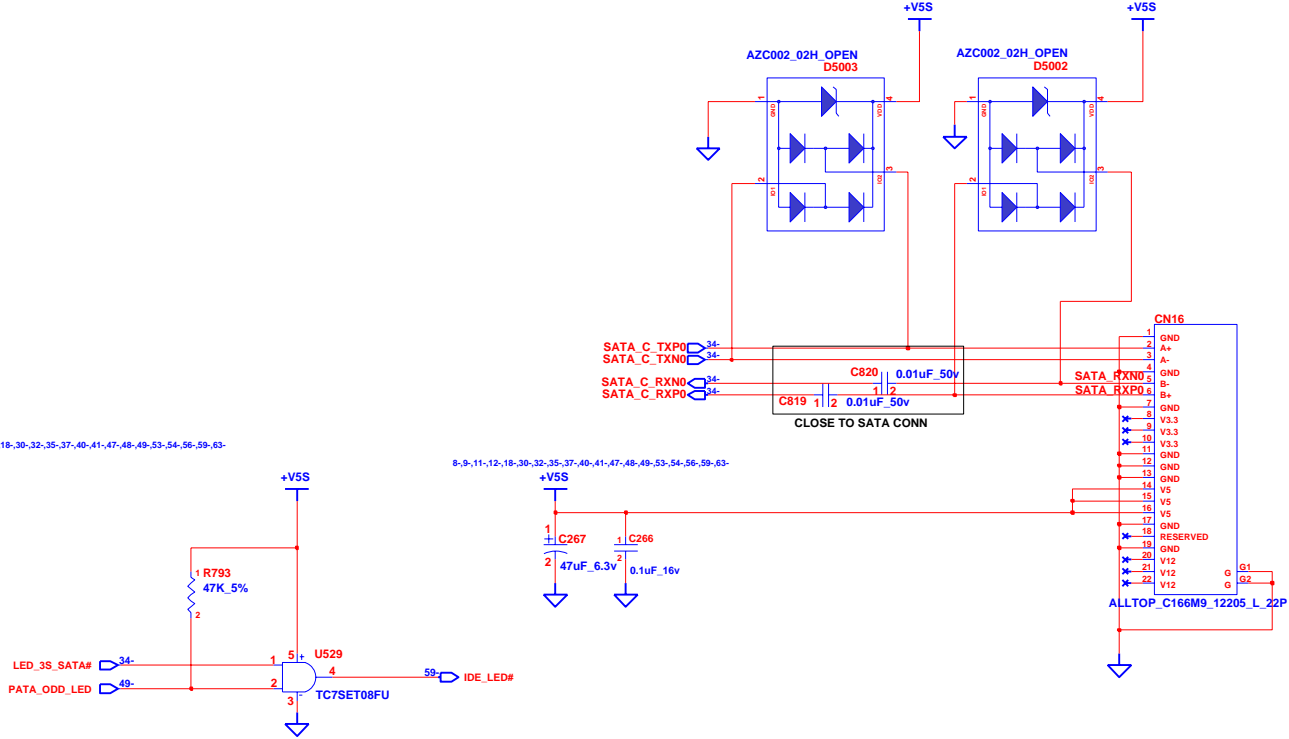 +V5S
+V5S
AZC002_02H_OPEN
D5003
AZC002_02H_OPEN
D5002
1
GND
4
VDD
2
IO1
3
IO2
1
GND
4
VDD
2
IO1
3
IO2
SATA_C_TXP0
34-
SATA_C_TXN0
34-
SATA_C_RXN0
34-
SATA_C_RXP0
34-
C820
0.01uF_50v
1
2
C819
1
2
0.01uF_50v
CLOSE TO SATA CONN
SATA_RXN0
SATA_RXP0
CN16
1 GND
2 A+
3 A-
4 GND
5 B-
6 B+
7 GND
8 V3.3
9 V3.3
10 V3.3
11 GND
12 GND
13 GND
14 V5
15 V5
16 V5
17 GND
18 RESERVED
19 GND
20 V12
21 V12
22 V12
G G1
G G2
ALLTOP_C166M9_12205_L_22P
18-,30-,32-,35-,37-,40-,41-,47-,48-,49-,53-,54-,56-,59-,63-
8-,9-,11-,12-,18-,30-,32-,35-,37-,40-,41-,47-,48-,49-,53-,54-,56-,59-,63-
+V5S
+V5S
1
+
C267
2
47uF_6.3v
1
C266
2
0.1uF_16v
1
R793
47K_5%
2
LED_3S_SATA#
34-
1
5
+
U529
4
59-
IDE_LED#
PATA_ODD_LED
49-
2
3
-
TC7SET08FU